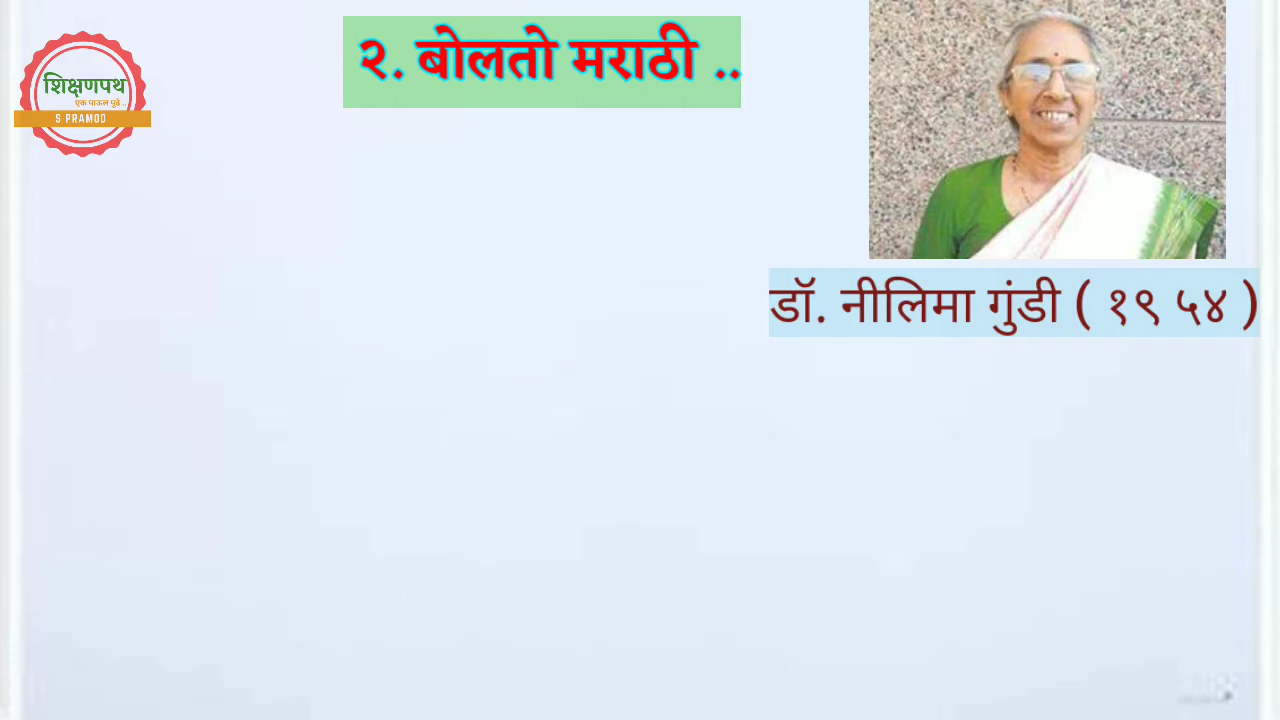 २. बोलतो मराठी ..
शिक्षणपथ
एक पाऊल पुढे ..
S PRAMOD
डॉ. नीलिमा गुंडी ( १९ ५४ )